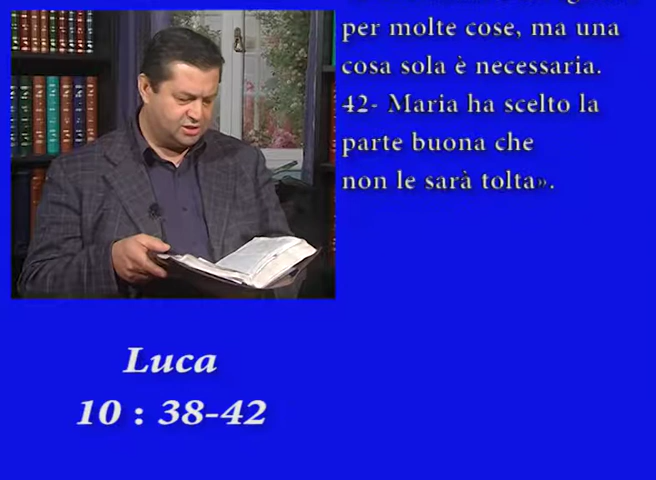 per molte cose, ma una
cosa sola è necessaria.
42- Maria ha scelto la
parte buona che
non le sarà tolta».
Luca
10 : 38-42